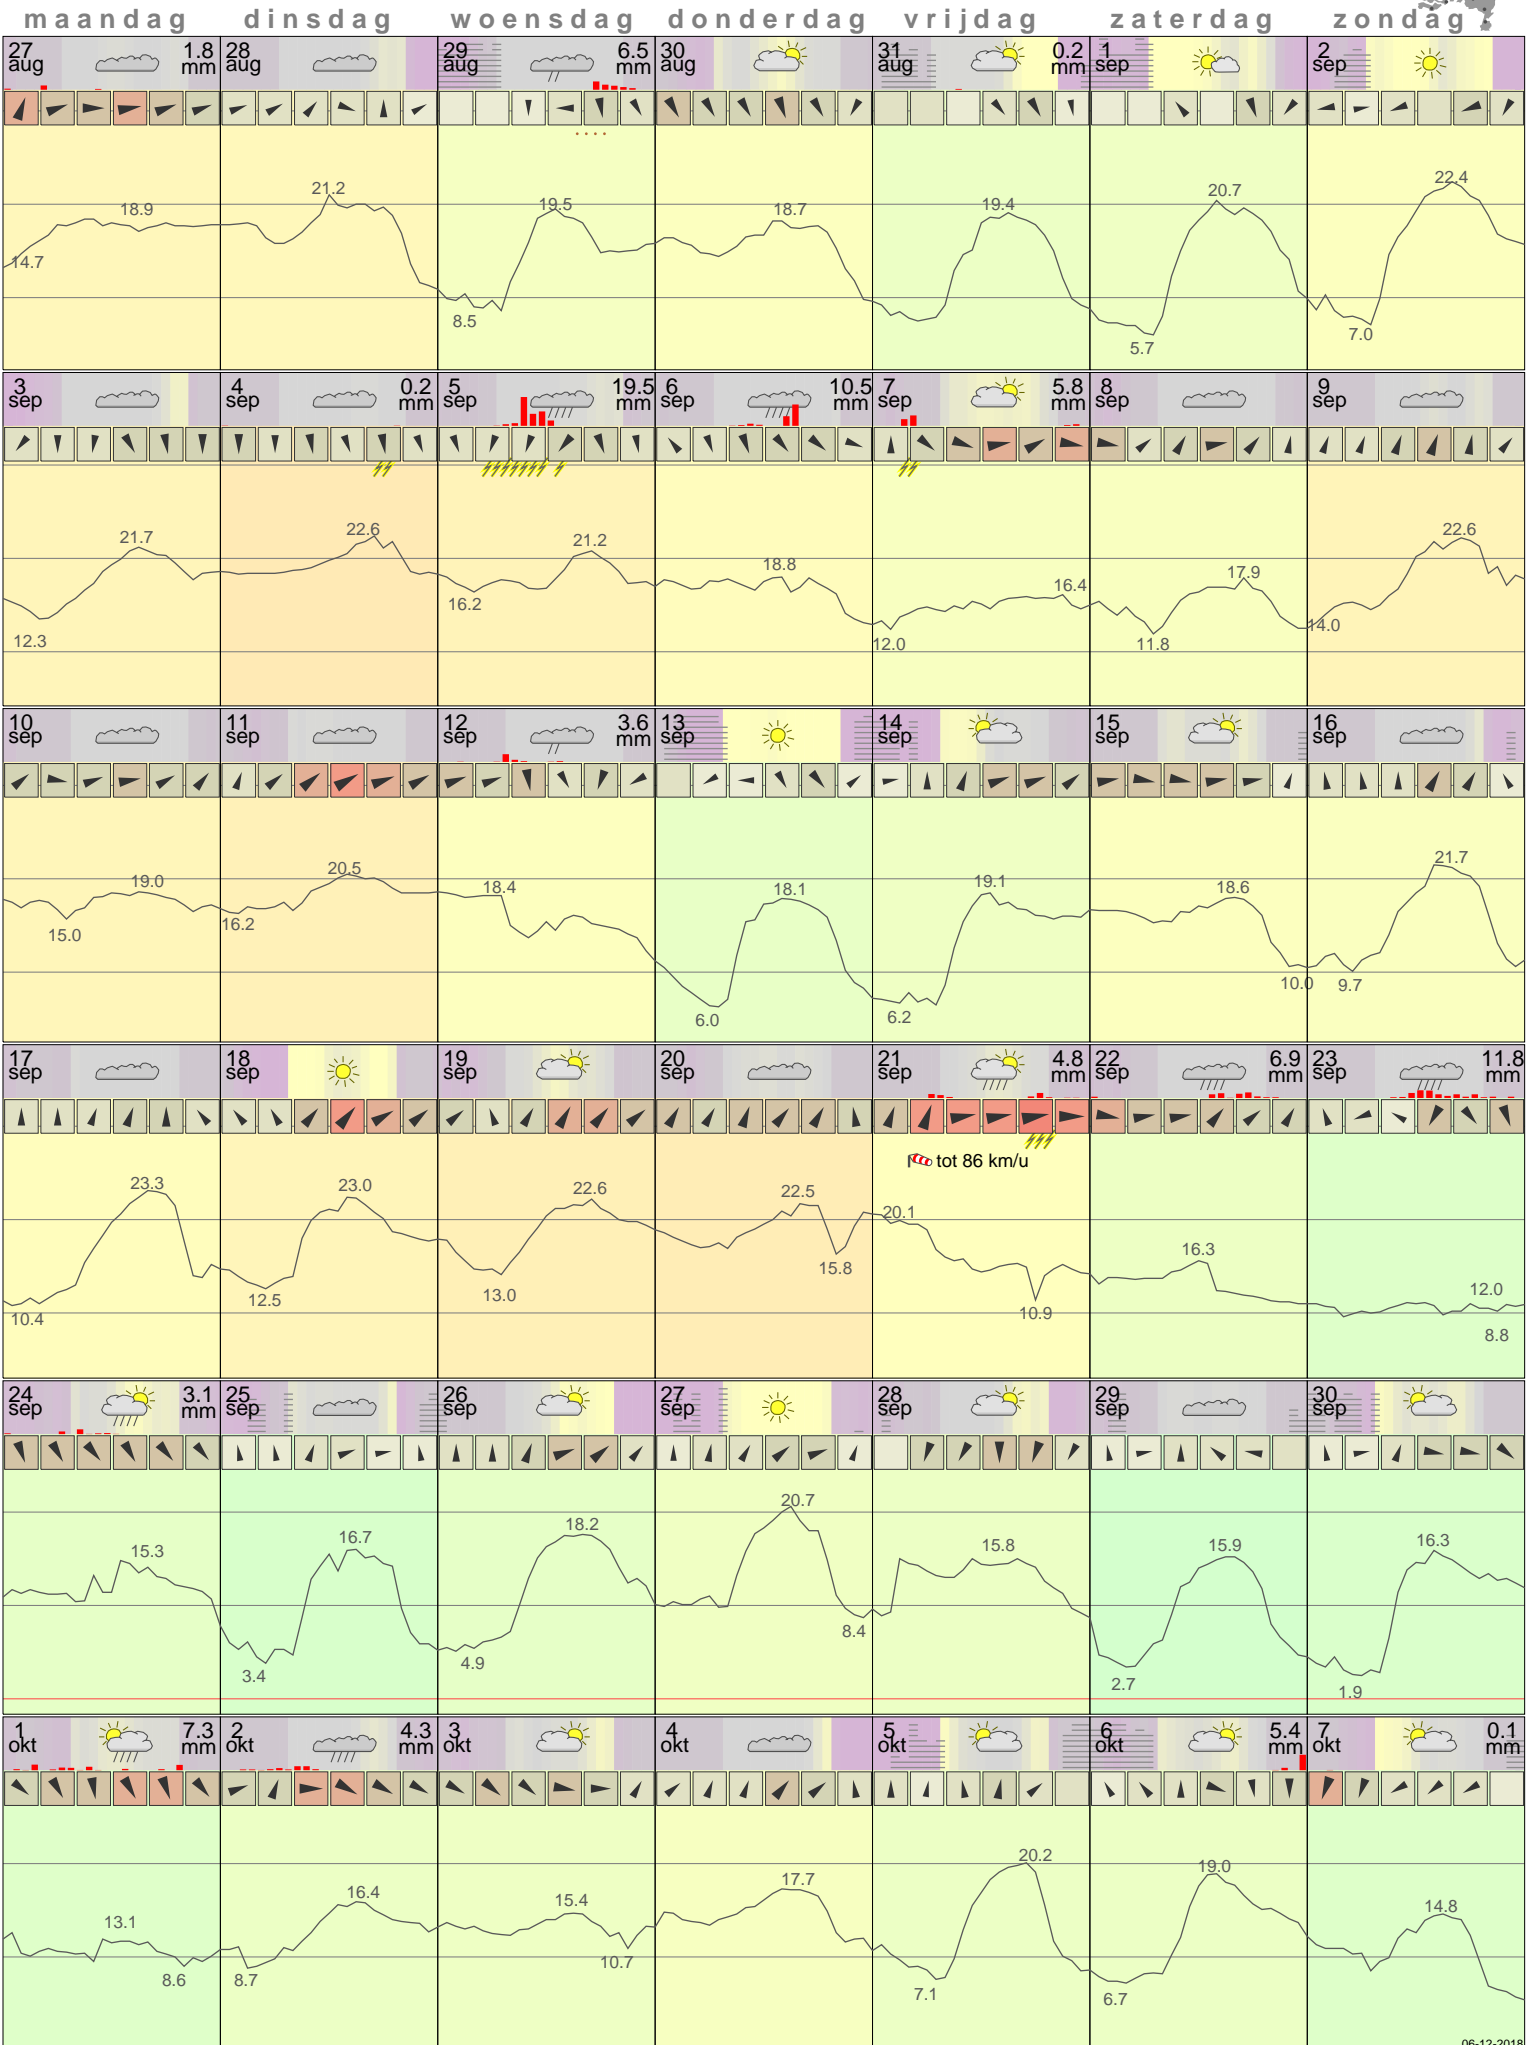 maandag dinsdag woensdag donderdag vrijdag zaterdag zondag
27 aug 1.8 mm 28 aug 29 aug 6.5 mm 30 aug 31 aug 0.2 mm 1 sep 2 sep
14.7 18.9 21.2 8.5 19.5 18.7 19.4 5.7 20.7 7.0 22.4
3 sep 4 sep 0.2 mm 5 sep 19.5 mm 6 sep 10.5 mm 7 sep 5.8 mm 8 sep 9 sep
12.3 21.7 22.6 16.2 21.2 18.8 12.0 16.4 11.8 17.9 14.0 22.6
10 sep 11 sep 12 sep 3.6 mm 13 sep 14 sep 15 sep 16 sep
15.0 19.0 16.2 20.5 18.4 6.0 18.1 6.2 19.1 18.6 10.0 9.7 21.7
17 sep 18 sep 19 sep 20 sep 21 sep 4.8 mm 22 sep 6.9 mm 23 sep 11.8 mm
tot 86 km/u
10.4 23.3 12.5 23.0 13.0 22.6 22.5 15.8 20.1 10.9 16.3 12.0 8.8
24 sep 3.1 mm 25 sep 26 sep 27 sep 28 sep 29 sep 30 sep
15.3 3.4 16.7 4.9 18.2 20.7 8.4 15.8 2.7 15.9 1.9 16.3
1 okt 7.3 mm 2 okt 4.3 mm 3 okt 4 okt 5 okt 6 okt 5.4 mm 7 okt 0.1 mm
13.1 8.6 8.7 16.4 15.4 10.7 17.7 7.1 20.2 6.7 19.0 14.8
06-12-2018